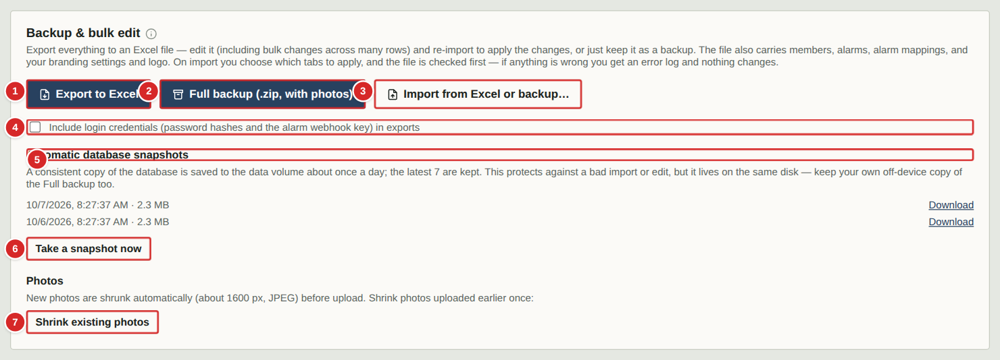 Backup & bulk edit
Export everything to an Excel file — edit it (including bulk changes across many rows) and re-import to apply the changes, or just keep it as a backup. The file also carries members, alarms, alarm mappings, and
your branding settings and logo. On import you choose which tabs to apply, and the file is checked first — if anything is wrong you get an error log and nothing changes.
1 Export to Excel 2 Full backup (.zip, with photos) 3 Import from Excel or backup…
4 Include login credentials (password hashes and the alarm webhook key) in exports
5 omatic database snapshots
A consistent copy of the database is saved to the data volume about once a day; the latest 7 are kept. This protects against a bad import or edit, but it lives on the same disk — keep your own off-device copy of
the Full backup too.
10/7/2026, 8:27:37 AM · 2.3 MB Download
10/6/2026, 8:27:37 AM · 2.3 MB Download
6 Take a snapshot now
Photos
New photos are shrunk automatically (about 1600 px, JPEG) before upload. Shrink photos uploaded earlier once:
7 Shrink existing photos